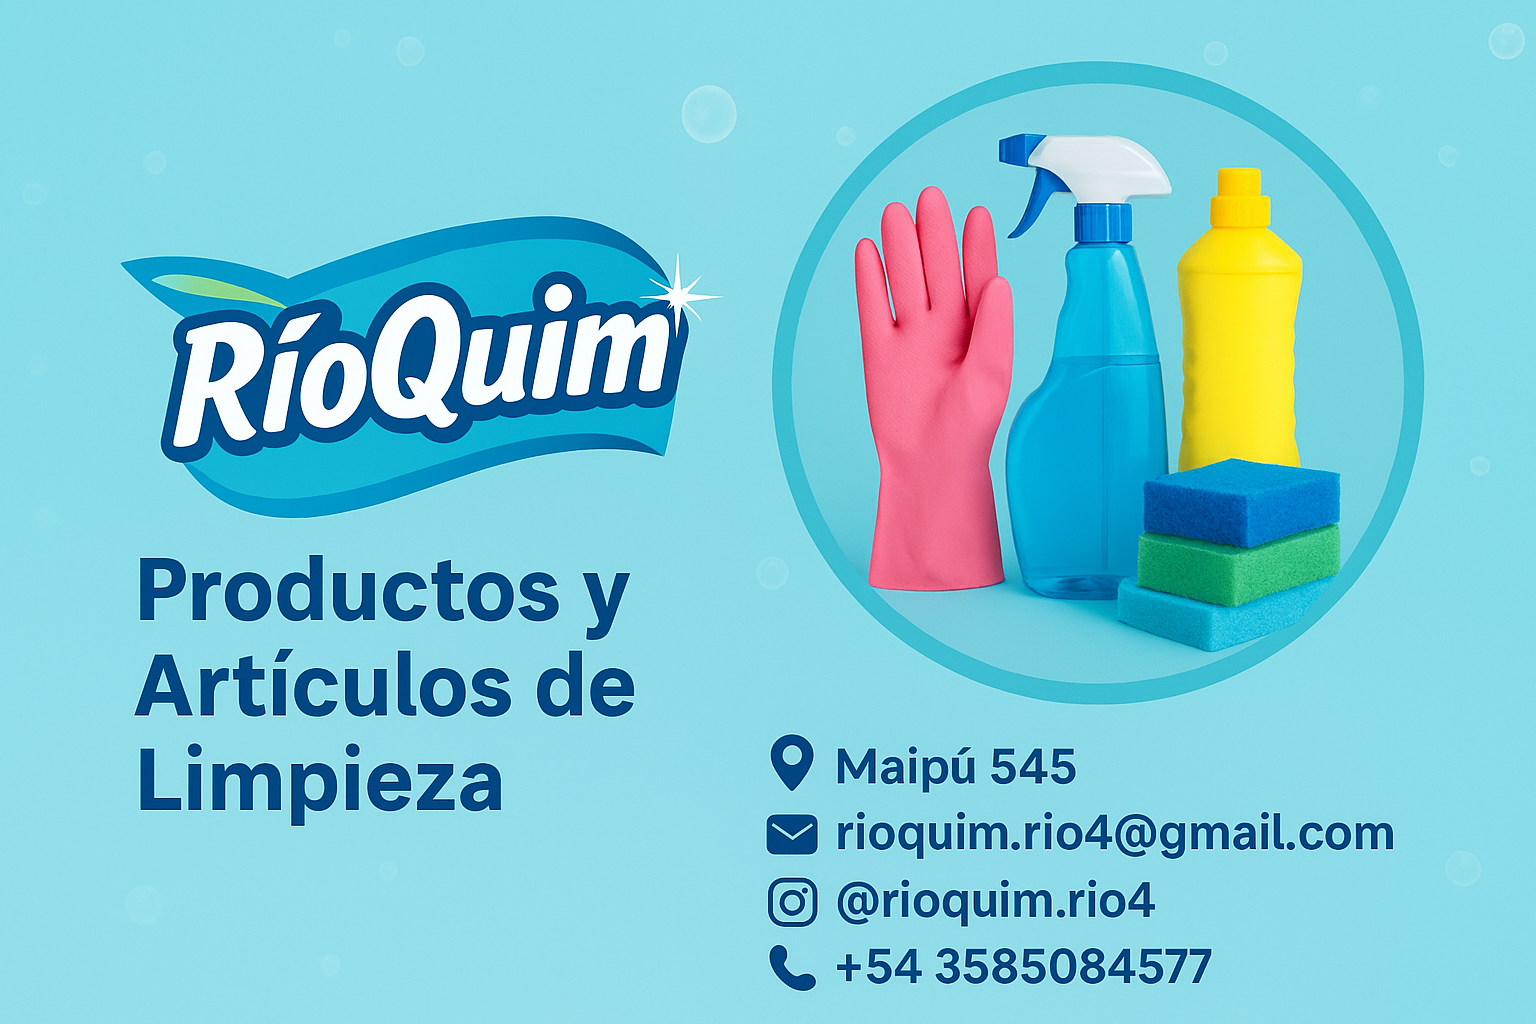 RíoQuim
Productos y
Artículos de
Limpieza
Maipú 545
rioquim.rio4@gmail.com
@rioquim.rio4
+54 3585084577